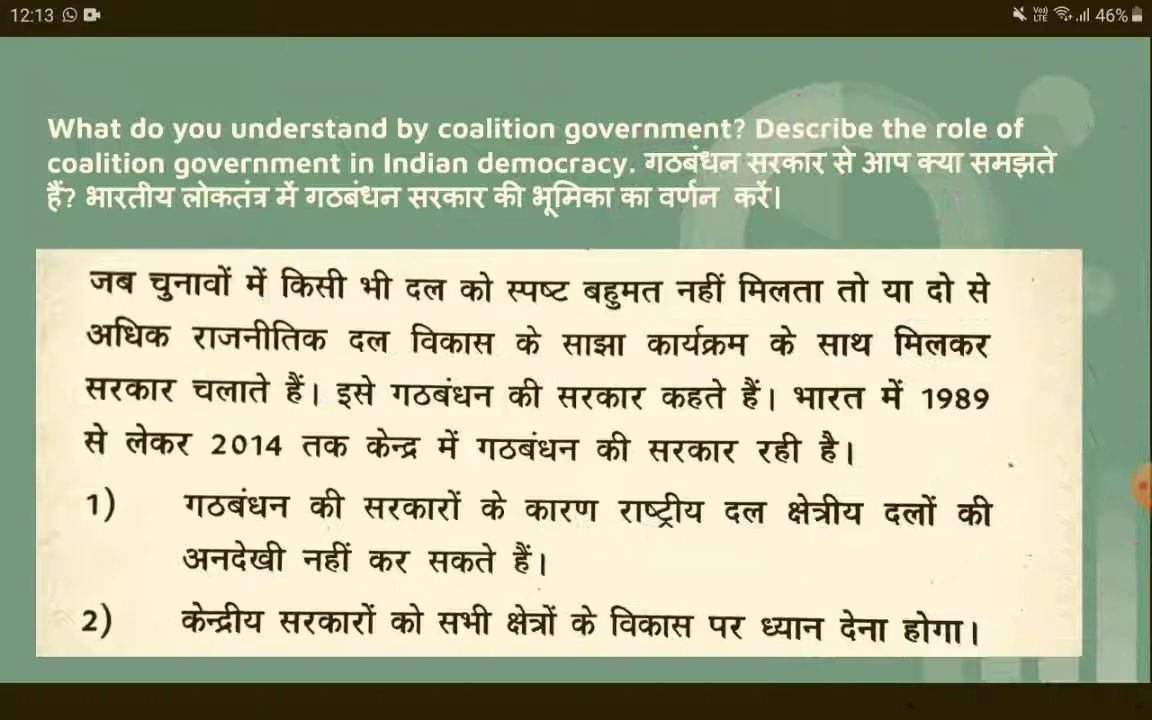 12:13
Vo) LTE 46%
What do you understand by coalition government? Describe the role of
coalition government in Indian democracy. गठबंधन सरकार से आप क्या समझते
हैं? भारतीय लोकतंत्र में गठबंधन सरकार की भूमिका का वर्णन करें।
जब चुनावों में किसी भी दल को स्पष्ट बहुमत नहीं मिलता तो या दो से
अधिक राजनीतिक दल विकास के साझा कार्यक्रम के साथ मिलकर
सरकार चलाते हैं। इसे गठबंधन की सरकार कहते हैं। भारत में 1989
से लेकर 2014 तक केन्द्र में गठबंधन की सरकार रही है।
1) गठबंधन की सरकारों के कारण राष्ट्रीय दल क्षेत्रीय दलों की
अनदेखी नहीं कर सकते हैं।
2) केन्द्रीय सरकारों को सभी क्षेत्रों के विकास पर ध्यान देना होगा।